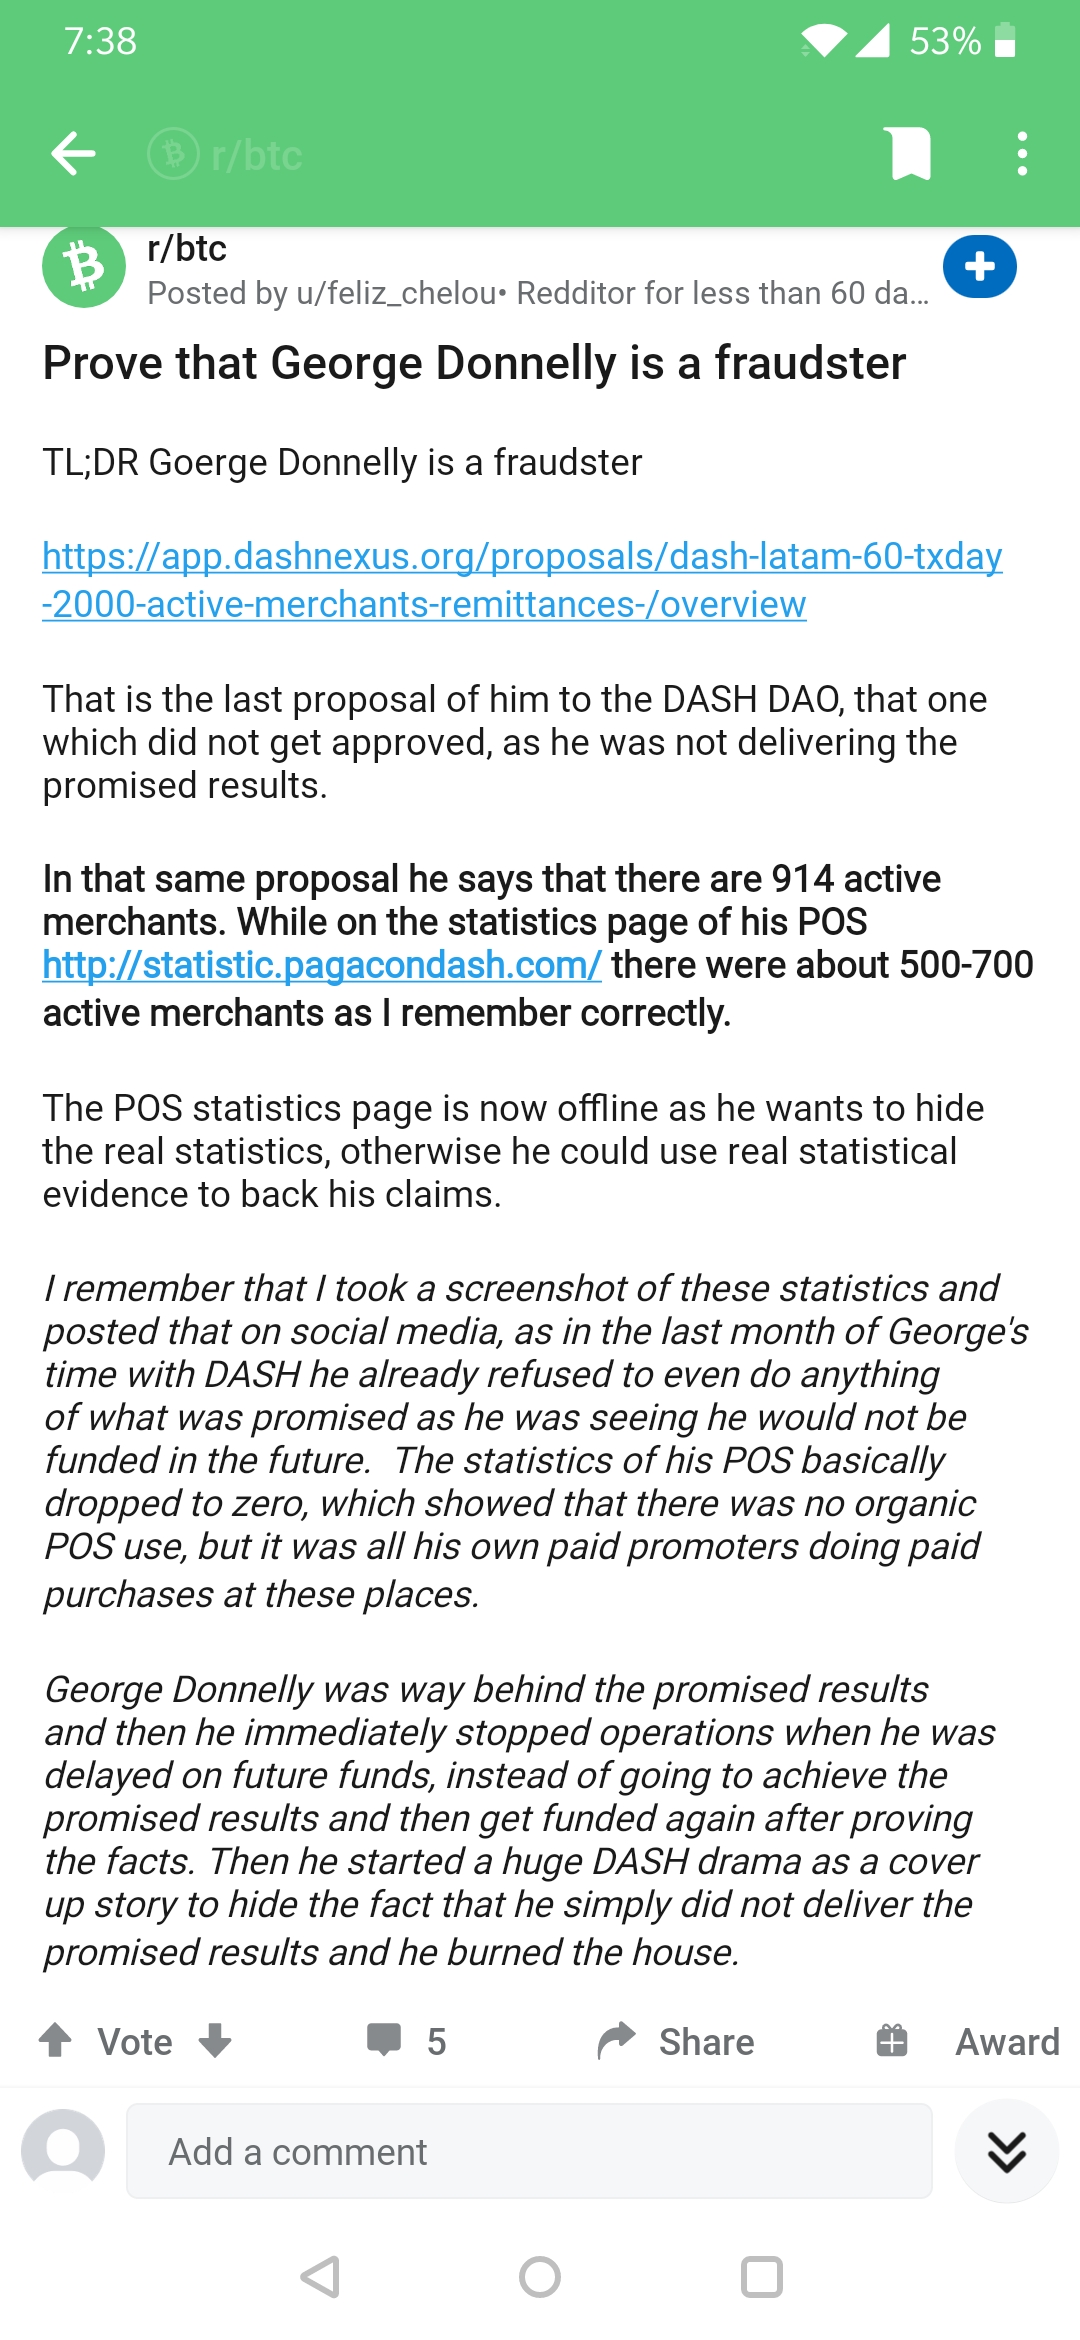 7:38
53%
r/btc
r/btc
Posted by u/feliz_chelou• Redditor for less than 60 da...
Prove that George Donnelly is a fraudster
TL;DR Goerge Donnelly is a fraudster
https://app.dashnexus.org/proposals/dash-latam-60-txday
-2000-active-merchants-remittances-/overview
That is the last proposal of him to the DASH DAO, that one
which did not get approved, as he was not delivering the
promised results.
In that same proposal he says that there are 914 active
merchants. While on the statistics page of his POS
http://statistic.pagacondash.com/ there were about 500-700
active merchants as I remember correctly.
The POS statistics page is now offline as he wants to hide
the real statistics, otherwise he could use real statistical
evidence to back his claims.
I remember that I took a screenshot of these statistics and
posted that on social media, as in the last month of George's
time with DASH he already refused to even do anything
of what was promised as he was seeing he would not be
funded in the future.  The statistics of his POS basically
dropped to zero, which showed that there was no organic
POS use, but it was all his own paid promoters doing paid
purchases at these places.
George Donnelly was way behind the promised results
and then he immediately stopped operations when he was
delayed on future funds, instead of going to achieve the
promised results and then get funded again after proving
the facts. Then he started a huge DASH drama as a cover
up story to hide the fact that he simply did not deliver the
promised results and he burned the house.
Vote 5 Share Award
Add a comment